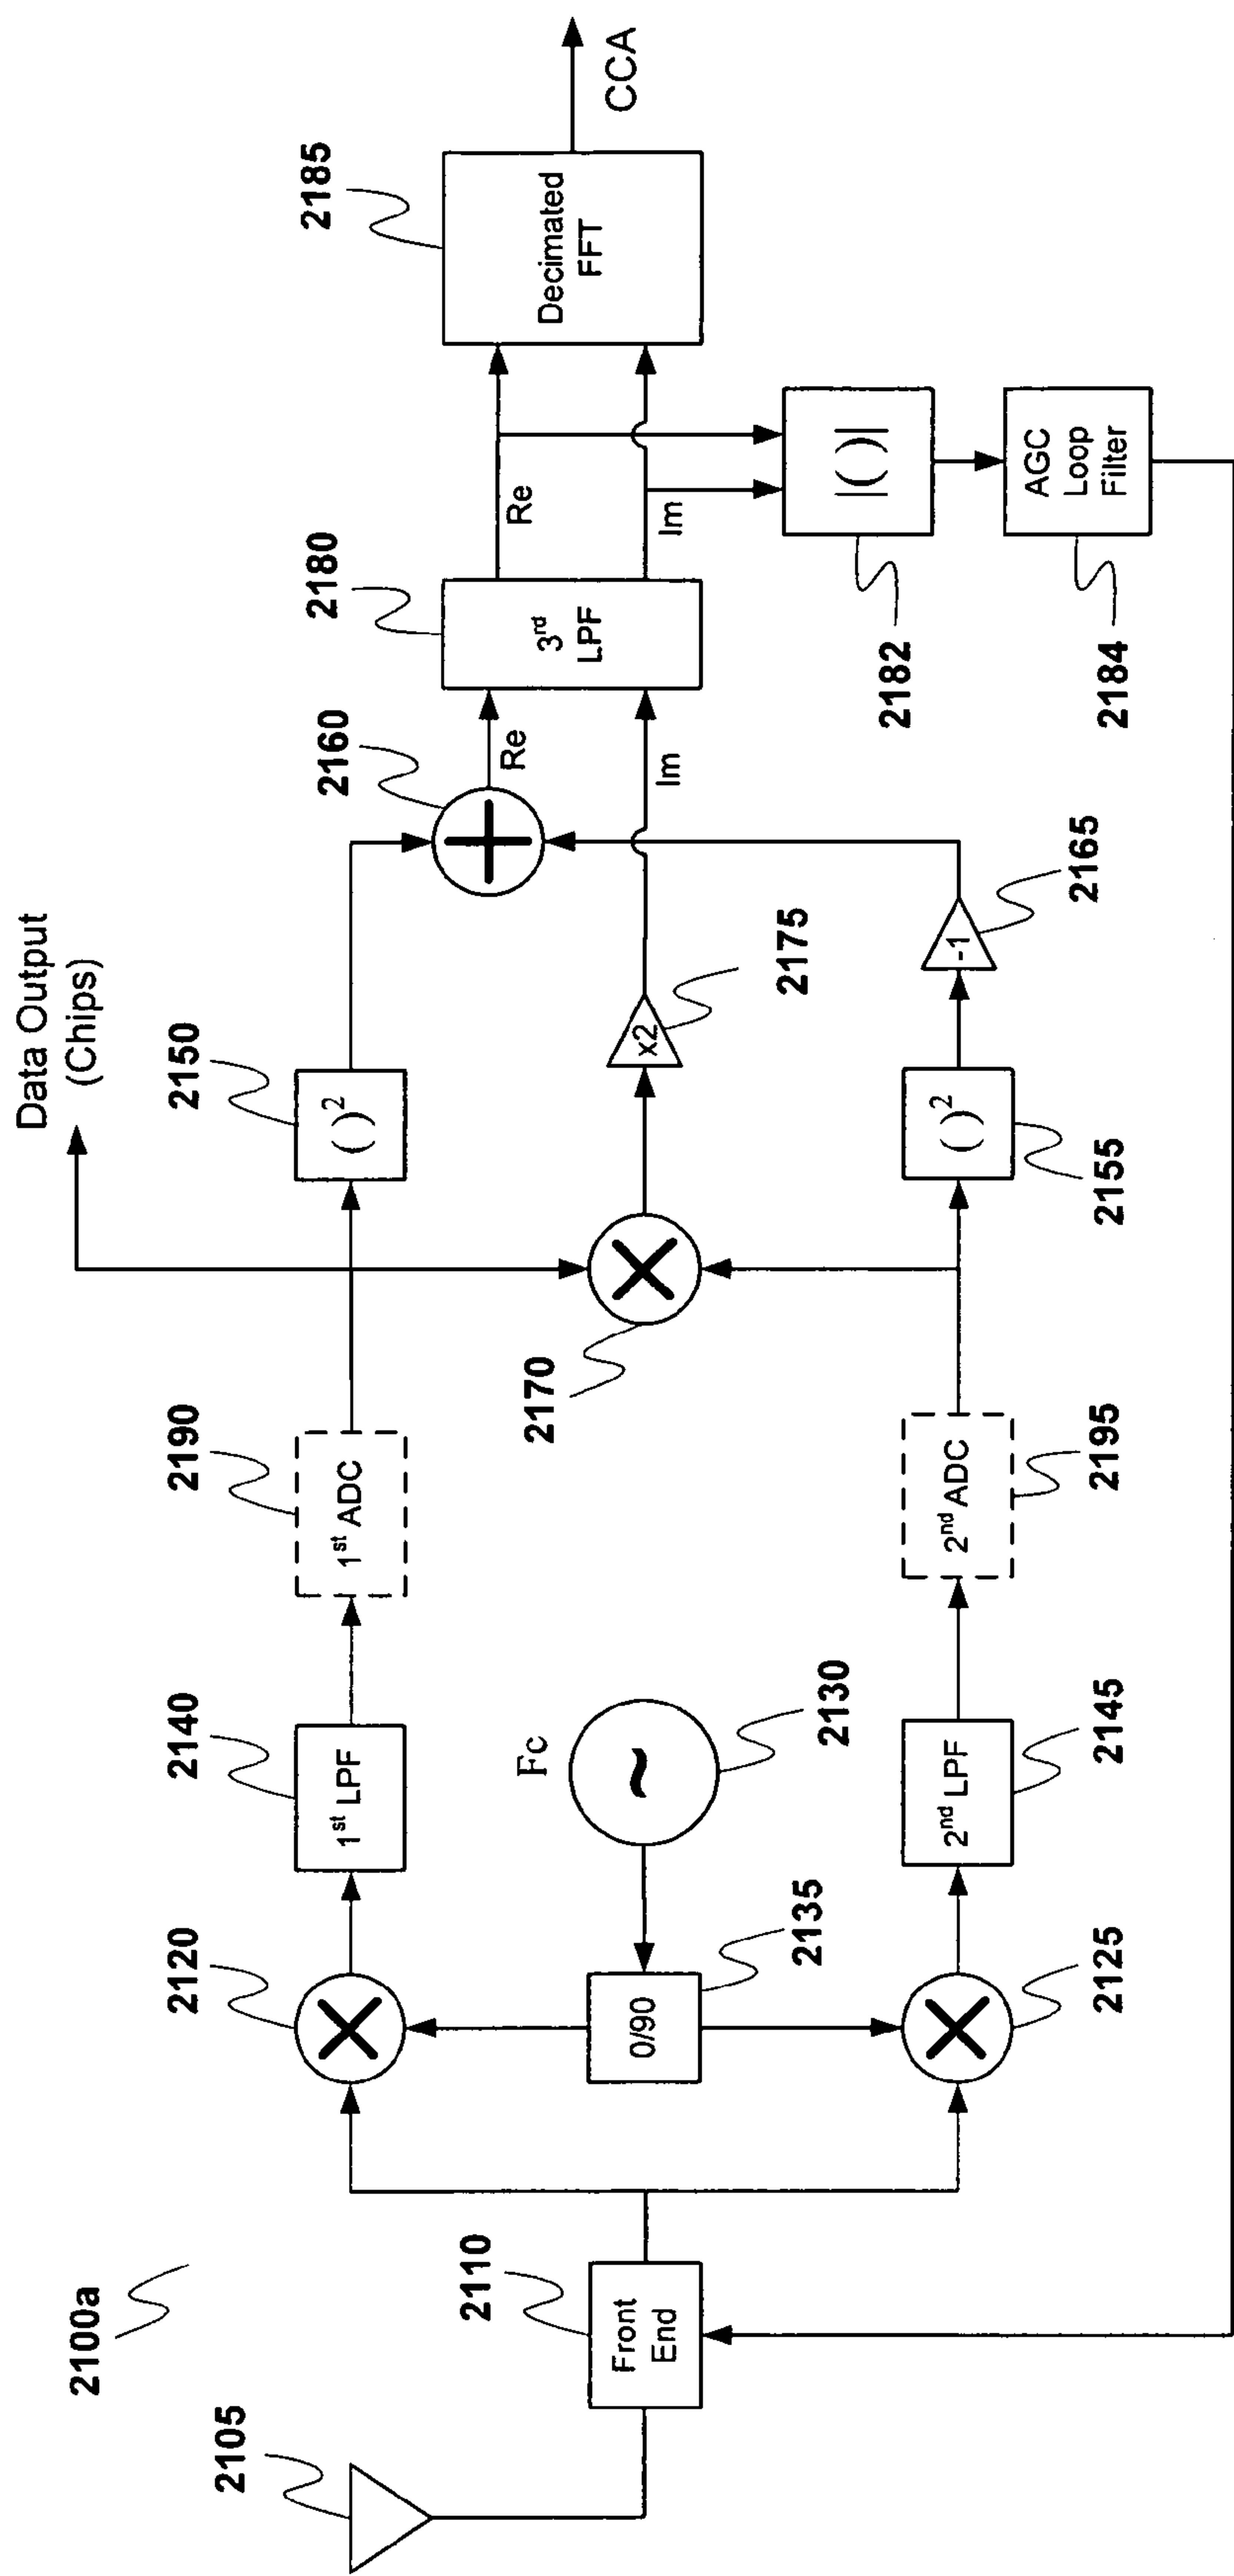 2100a
2105
2110
Front
End
2120
2125
0/90
2135
Fc
~
2130
2140
1st LPF
2145
2nd LPF
2190
1st ADC
2195
2nd ADC
Data Output
(Chips)
2170
2150
( )²
2155
( )²
2175
x2
2165
-1
2160
Re
Im
2180
3rd
LPF
Re
Im
2182
|( )|
2184
AGC
Loop
Filter
2185
Decimated
FFT
CCA